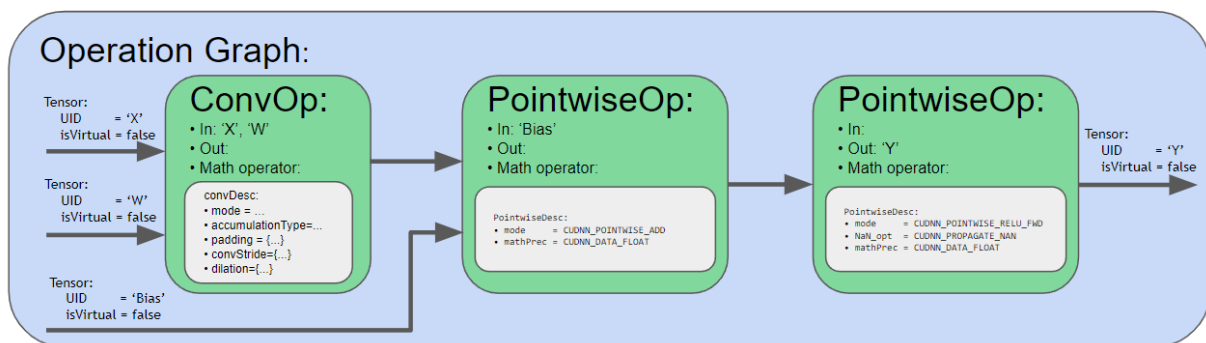 Operation Graph:
Tensor:
UID = ‘X’
isVirtual = false
Tensor:
UID = ‘W’
isVirtual = false
Tensor:
UID = ‘Bias’
isVirtual = false
ConvOp:
• In: ‘X’, ‘W’
• Out:
• Math operator:
convDesc:
• mode = ...
• accumulationType=...
• padding = {...}
• convStride={...}
• dilation={...}
PointwiseOp:
• In: ‘Bias’
• Out:
• Math operator:
PointwiseDesc:
• mode = CUDNN_POINTWISE_ADD
• mathPrec = CUDNN_DATA_FLOAT
PointwiseOp:
• In:
• Out: ‘Y’
• Math operator:
PointwiseDesc:
• mode = CUDNN_POINTWISE_RELU_FWD
• NaN_opt = CUDNN_PROPAGATE_NAN
• mathPrec = CUDNN_DATA_FLOAT
Tensor:
UID = ‘Y’
isVirtual = false